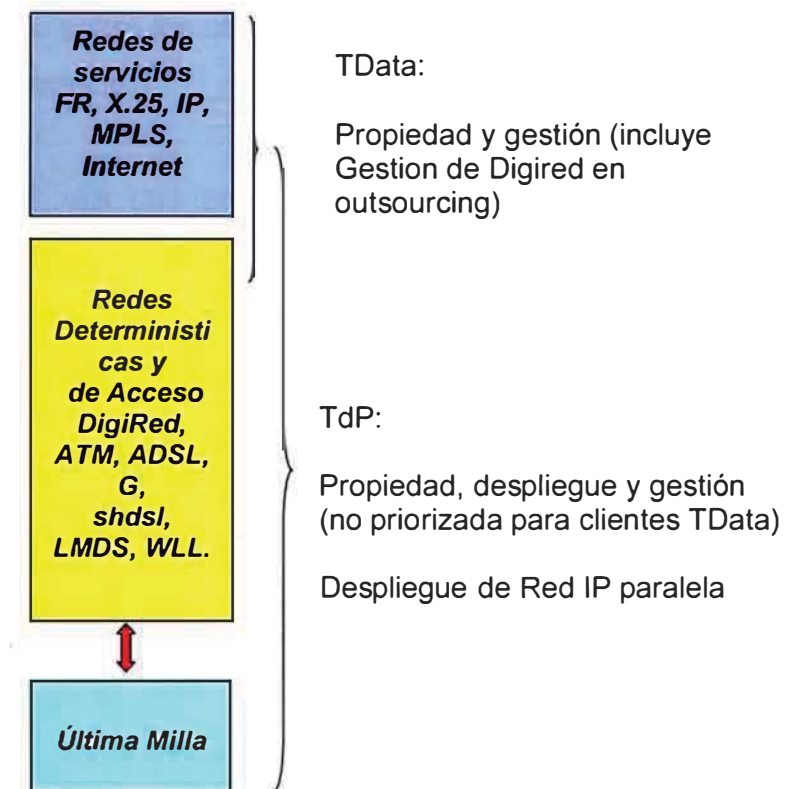 Redes de
servicios
FR, X.25, IP,
MPLS,
Internet
TData:
Propiedad y gestión (incluye
Gestion de Digired en
outsourcing)
Redes
Determinísti
cas y
de Acceso
DigiRed,
ATM, ADSL,
G,
shdsl,
LMDS, WLL.
TdP:
Propiedad, despliegue y gestión
(no priorizada para clientes TData)
Despliegue de Red IP paralela
Última Milla